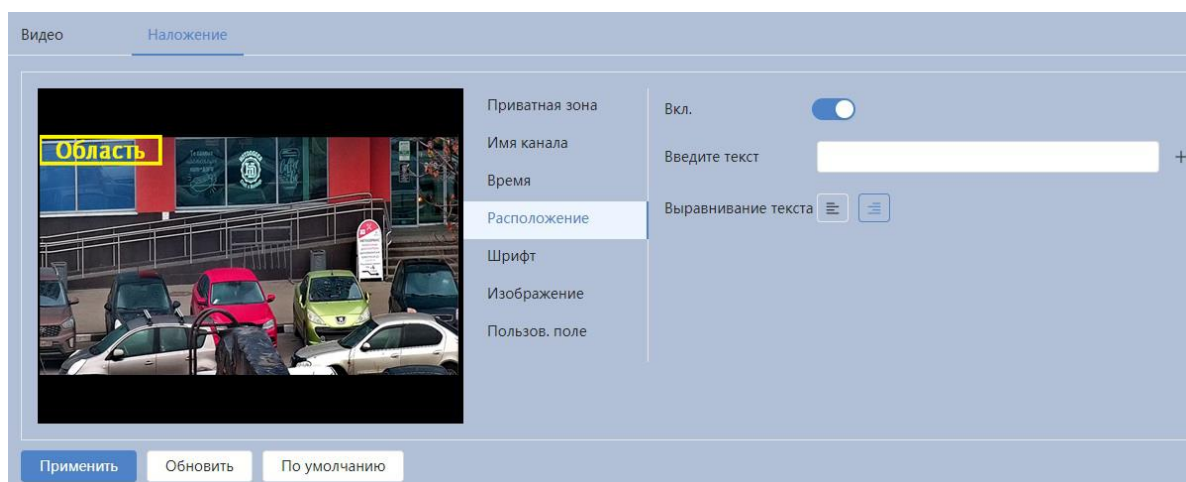 Видео Наложение
Область
Приватная зона
Имя канала
Время
Расположение
Шрифт
Изображение
Пользов. поле
Вкл.
Введите текст +
Выравнивание текста
Применить Обновить По умолчанию